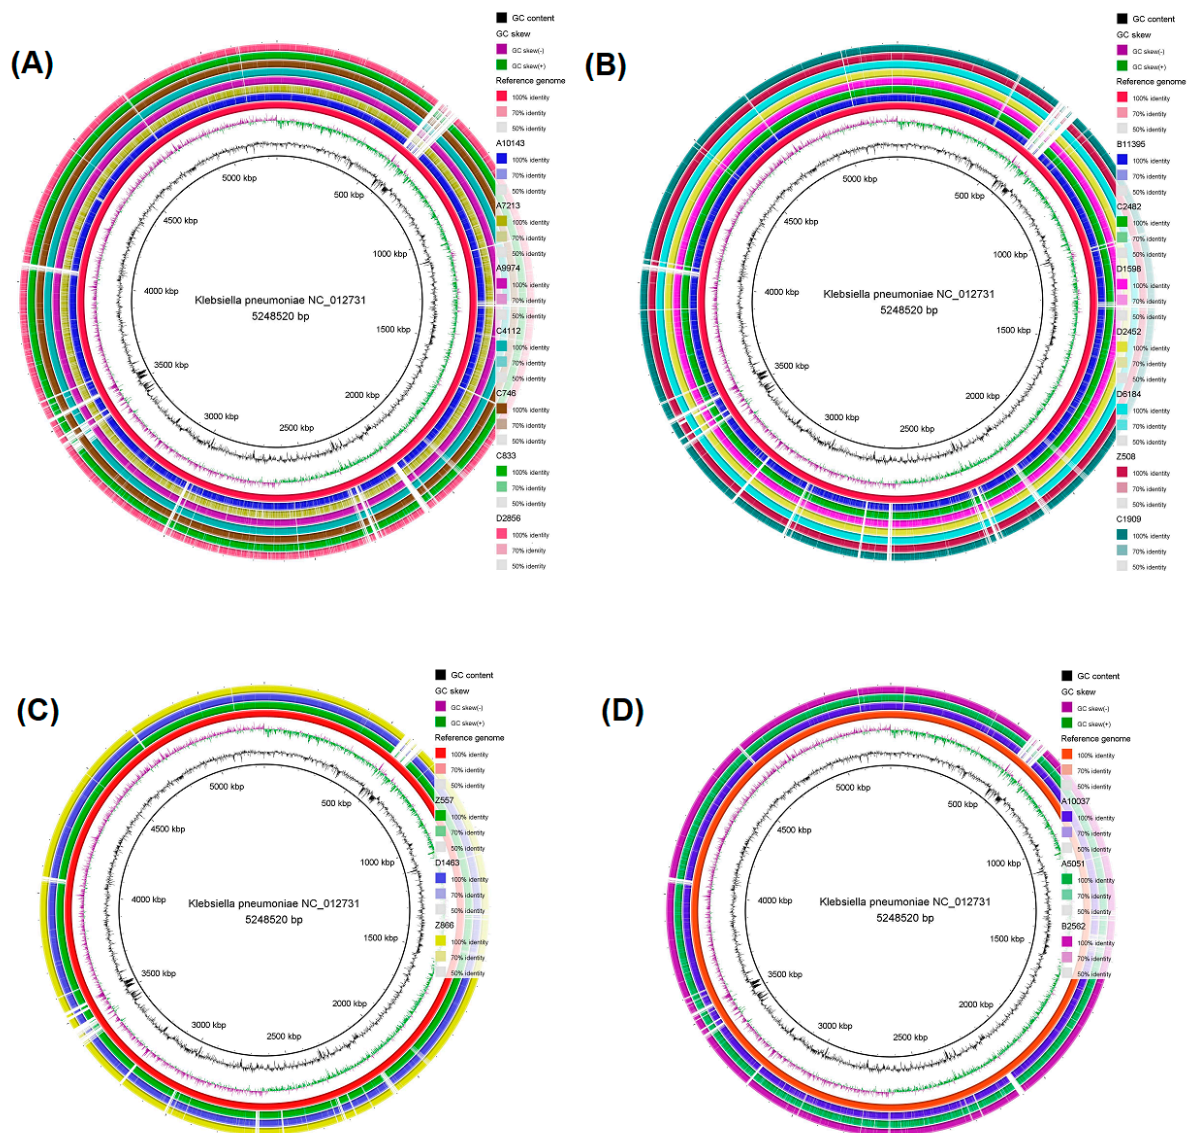 (A)
5000 kbp
500 kbp
4500 kbp
1000 kbp
4000 kbp
Klebsiella pneumoniae NC_012731
5248520 bp
1500 kbp
3500 kbp
2000 kbp
3000 kbp
2500 kbp
GC content
GC skew
GC skew(-)
GC skew(+)
Reference genome
100% identity
70% identity
50% identity
A10143
100% identity
70% identity
50% identity
A7213
100% identity
70% identity
50% identity
A9974
100% identity
70% identity
50% identity
C4112
100% identity
70% identity
50% identity
C746
100% identity
70% identity
50% identity
C833
100% identity
70% identity
50% identity
D2856
100% identity
70% identity
50% identity
(B)
5000 kbp
500 kbp
4500 kbp
1000 kbp
4000 kbp
Klebsiella pneumoniae NC_012731
5248520 bp
1500 kbp
3500 kbp
2000 kbp
3000 kbp
2500 kbp
GC content
GC skew
GC skew(-)
GC skew(+)
Reference genome
100% identity
70% identity
50% identity
B11395
100% identity
70% identity
50% identity
C2482
100% identity
70% identity
50% identity
D1598
100% identity
70% identity
50% identity
D2452
100% identity
70% identity
50% identity
D6184
100% identity
70% identity
50% identity
Z508
100% identity
70% identity
50% identity
C1909
100% identity
70% identity
50% identity
(C)
5000 kbp
500 kbp
4500 kbp
1000 kbp
4000 kbp
Klebsiella pneumoniae NC_012731
5248520 bp
1500 kbp
3500 kbp
2000 kbp
3000 kbp
2500 kbp
GC content
GC skew
GC skew(-)
GC skew(+)
Reference genome
100% identity
70% identity
50% identity
Z557
100% identity
70% identity
50% identity
D1463
100% identity
70% identity
50% identity
Z866
100% identity
70% identity
50% identity
(D)
5000 kbp
500 kbp
4500 kbp
1000 kbp
4000 kbp
Klebsiella pneumoniae NC_012731
5248520 bp
1500 kbp
3500 kbp
2000 kbp
3000 kbp
2500 kbp
GC content
GC skew
GC skew(-)
GC skew(+)
Reference genome
100% identity
70% identity
50% identity
A10037
100% identity
70% identity
50% identity
A5051
100% identity
70% identity
50% identity
B2562
100% identity
70% identity
50% identity